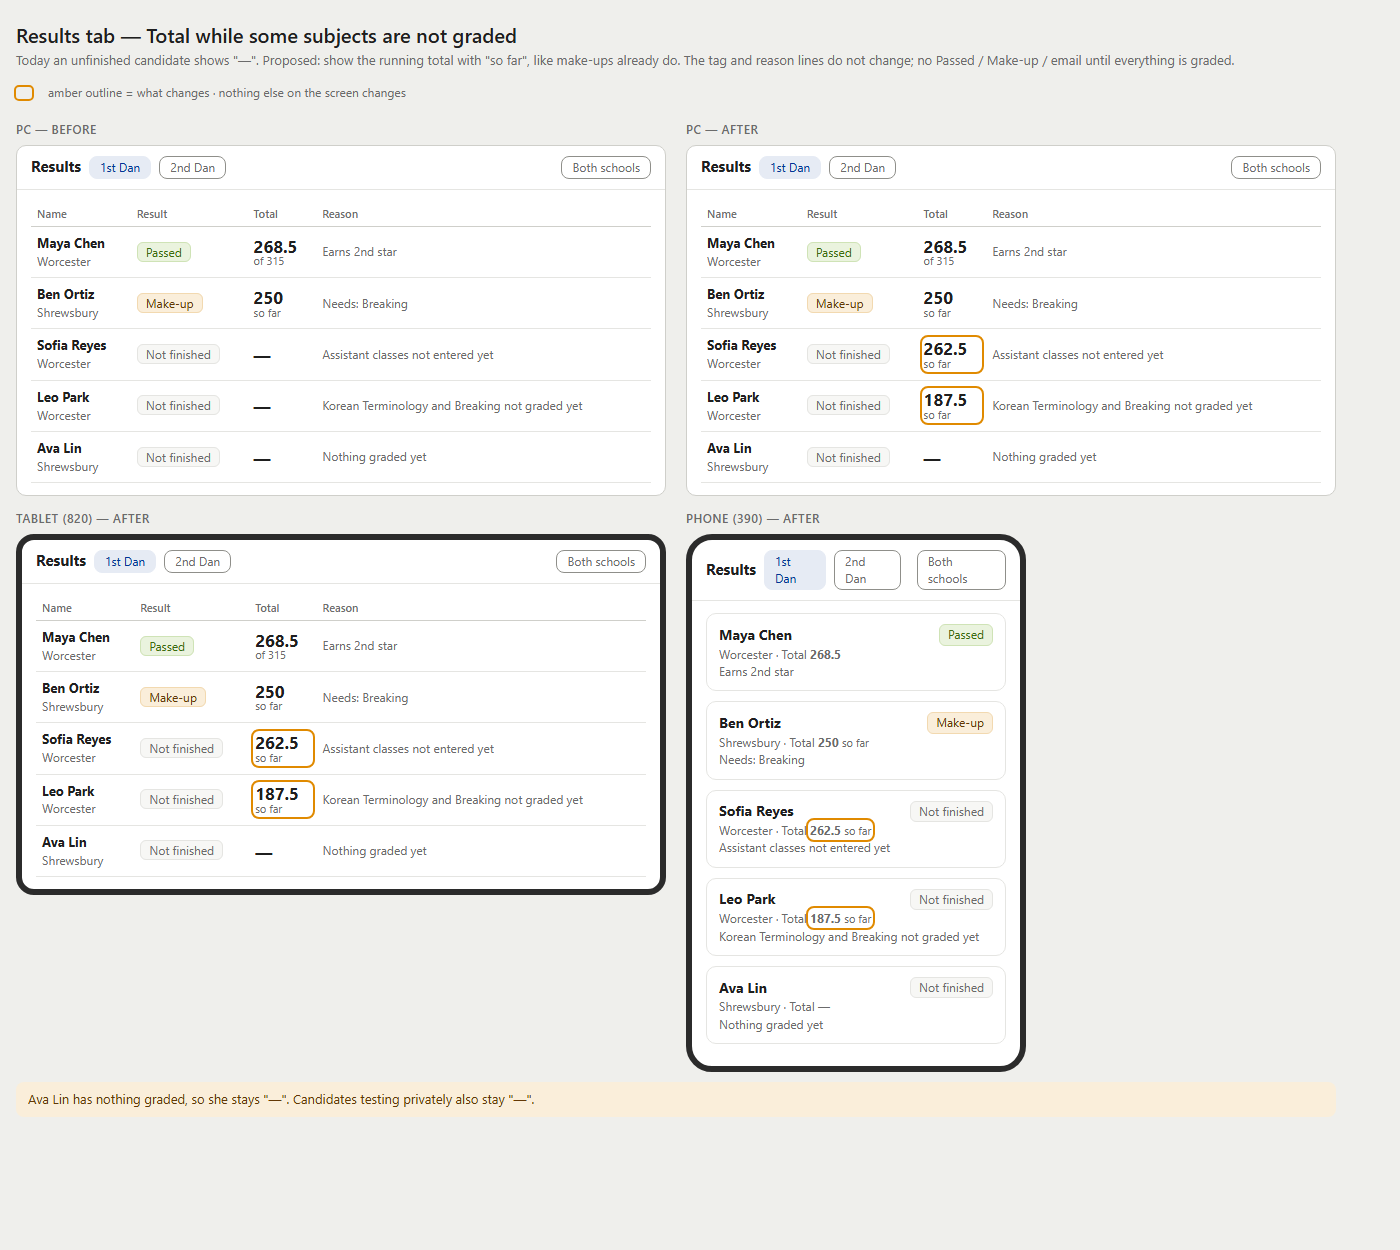 Results tab — Total while some subjects are not graded
Today an unfinished candidate shows "—". Proposed: show the running total with "so far", like make-ups already do. The tag and reason lines do not change; no Passed / Make-up / email until everything is graded.
amber outline = what changes · nothing else on the screen changes
PC — BEFORE
Results 1st Dan 2nd Dan Both schools
Name Result Total Reason
Maya Chen Passed 268.5 Earns 2nd star
Worcester of 315
Ben Ortiz Make-up 250 Needs: Breaking
Shrewsbury so far
Sofia Reyes Not finished — Assistant classes not entered yet
Worcester
Leo Park Not finished — Korean Terminology and Breaking not graded yet
Worcester
Ava Lin Not finished — Nothing graded yet
Shrewsbury
PC — AFTER
Results 1st Dan 2nd Dan Both schools
Name Result Total Reason
Maya Chen Passed 268.5 Earns 2nd star
Worcester of 315
Ben Ortiz Make-up 250 Needs: Breaking
Shrewsbury so far
Sofia Reyes Not finished 262.5 Assistant classes not entered yet
Worcester so far
Leo Park Not finished 187.5 Korean Terminology and Breaking not graded yet
Worcester so far
Ava Lin Not finished — Nothing graded yet
Shrewsbury
TABLET (820) — AFTER
Results 1st Dan 2nd Dan Both schools
Name Result Total Reason
Maya Chen Passed 268.5 Earns 2nd star
Worcester of 315
Ben Ortiz Make-up 250 Needs: Breaking
Shrewsbury so far
Sofia Reyes Not finished 262.5 Assistant classes not entered yet
Worcester so far
Leo Park Not finished 187.5 Korean Terminology and Breaking not graded yet
Worcester so far
Ava Lin Not finished — Nothing graded yet
Shrewsbury
PHONE (390) — AFTER
Results 1st Dan 2nd Dan Both schools
Maya Chen Passed
Worcester · Total 268.5
Earns 2nd star
Ben Ortiz Make-up
Shrewsbury · Total 250 so far
Needs: Breaking
Sofia Reyes Not finished
Worcester · Total 262.5 so far
Assistant classes not entered yet
Leo Park Not finished
Worcester · Total 187.5 so far
Korean Terminology and Breaking not graded yet
Ava Lin Not finished
Shrewsbury · Total —
Nothing graded yet
Ava Lin has nothing graded, so she stays "—". Candidates testing privately also stay "—".